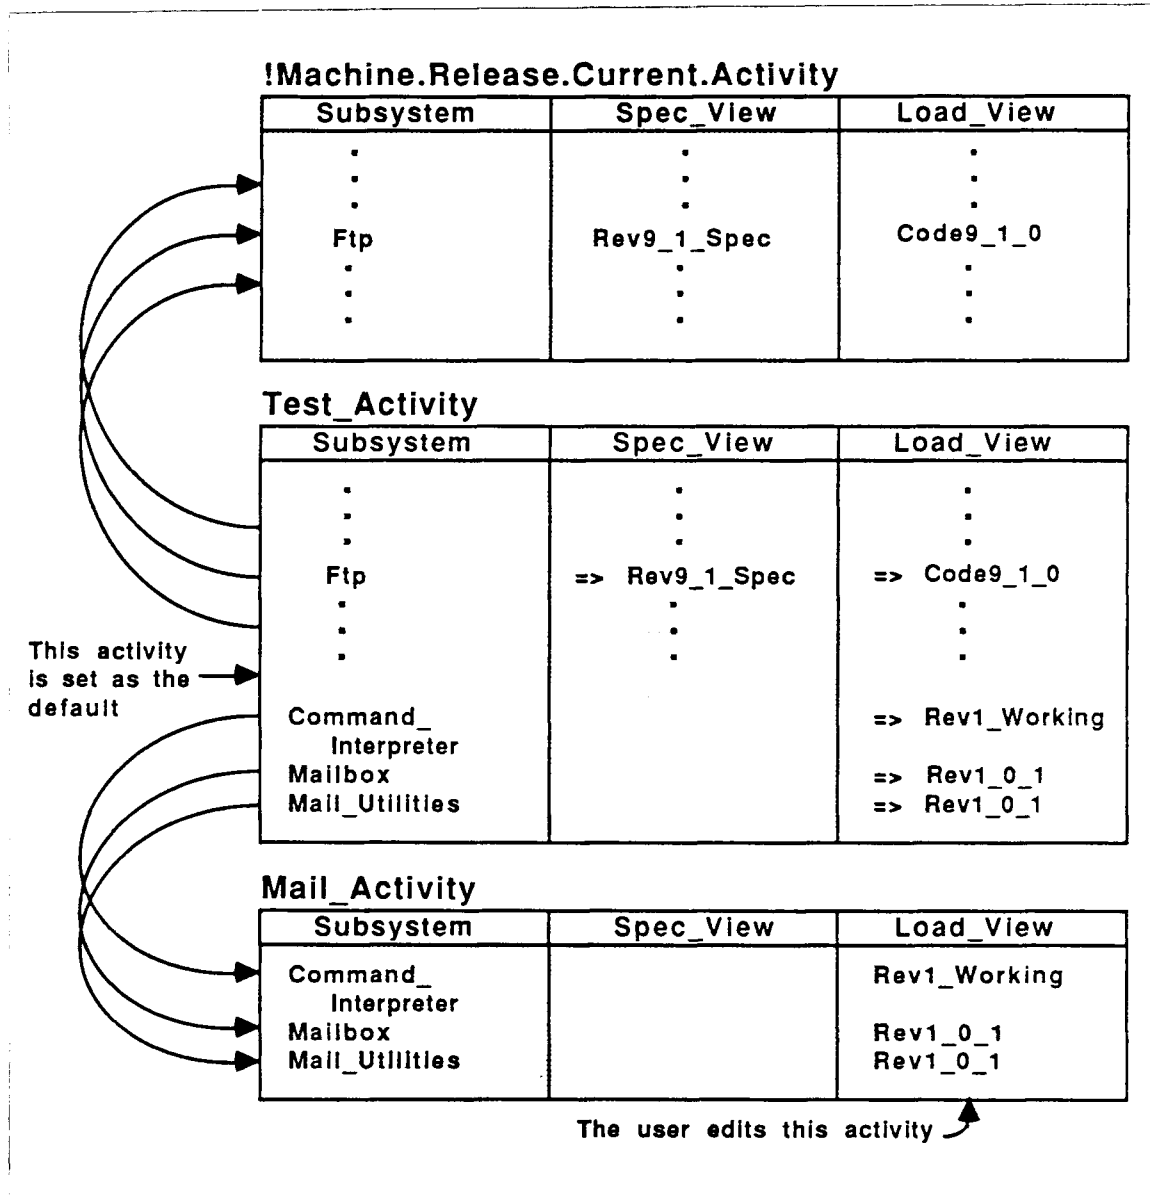 !Machine.Release.Current.Activity
Subsystem Spec_View Load_View
Ftp Rev9_1_Spec Code9_1_0
Test_Activity
Subsystem Spec_View Load_View
Ftp => Rev9_1_Spec => Code9_1_0
This activity
is set as the
default
Command_ => Rev1_Working
Interpreter
Mailbox => Rev1_0_1
Mail_Utilities => Rev1_0_1
Mail_Activity
Subsystem Spec_View Load_View
Command_ Rev1_Working
Interpreter
Mailbox Rev1_0_1
Mail_Utilities Rev1_0_1
The user edits this activity